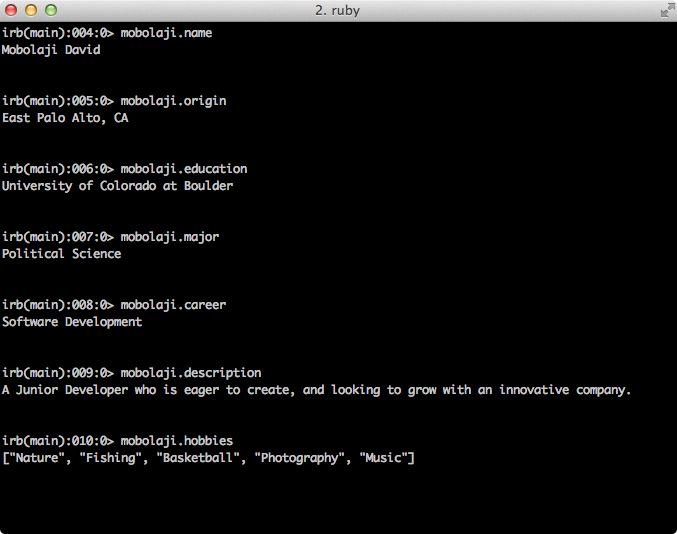 2. ruby
irb(main):004:0> mobolaji.name
Mobolaji David
irb(main):005:0> mobolaji.origin
East Palo Alto, CA
irb(main):006:0> mobolaji.education
University of Colorado at Boulder
irb(main):007:0> mobolaji.major
Political Science
irb(main):008:0> mobolaji.career
Software Development
irb(main):009:0> mobolaji.description
A Junior Developer who is eager to create, and looking to grow with an innovative company.
irb(main):010:0> mobolaji.hobbies
["Nature", "Fishing", "Basketball", "Photography", "Music"]